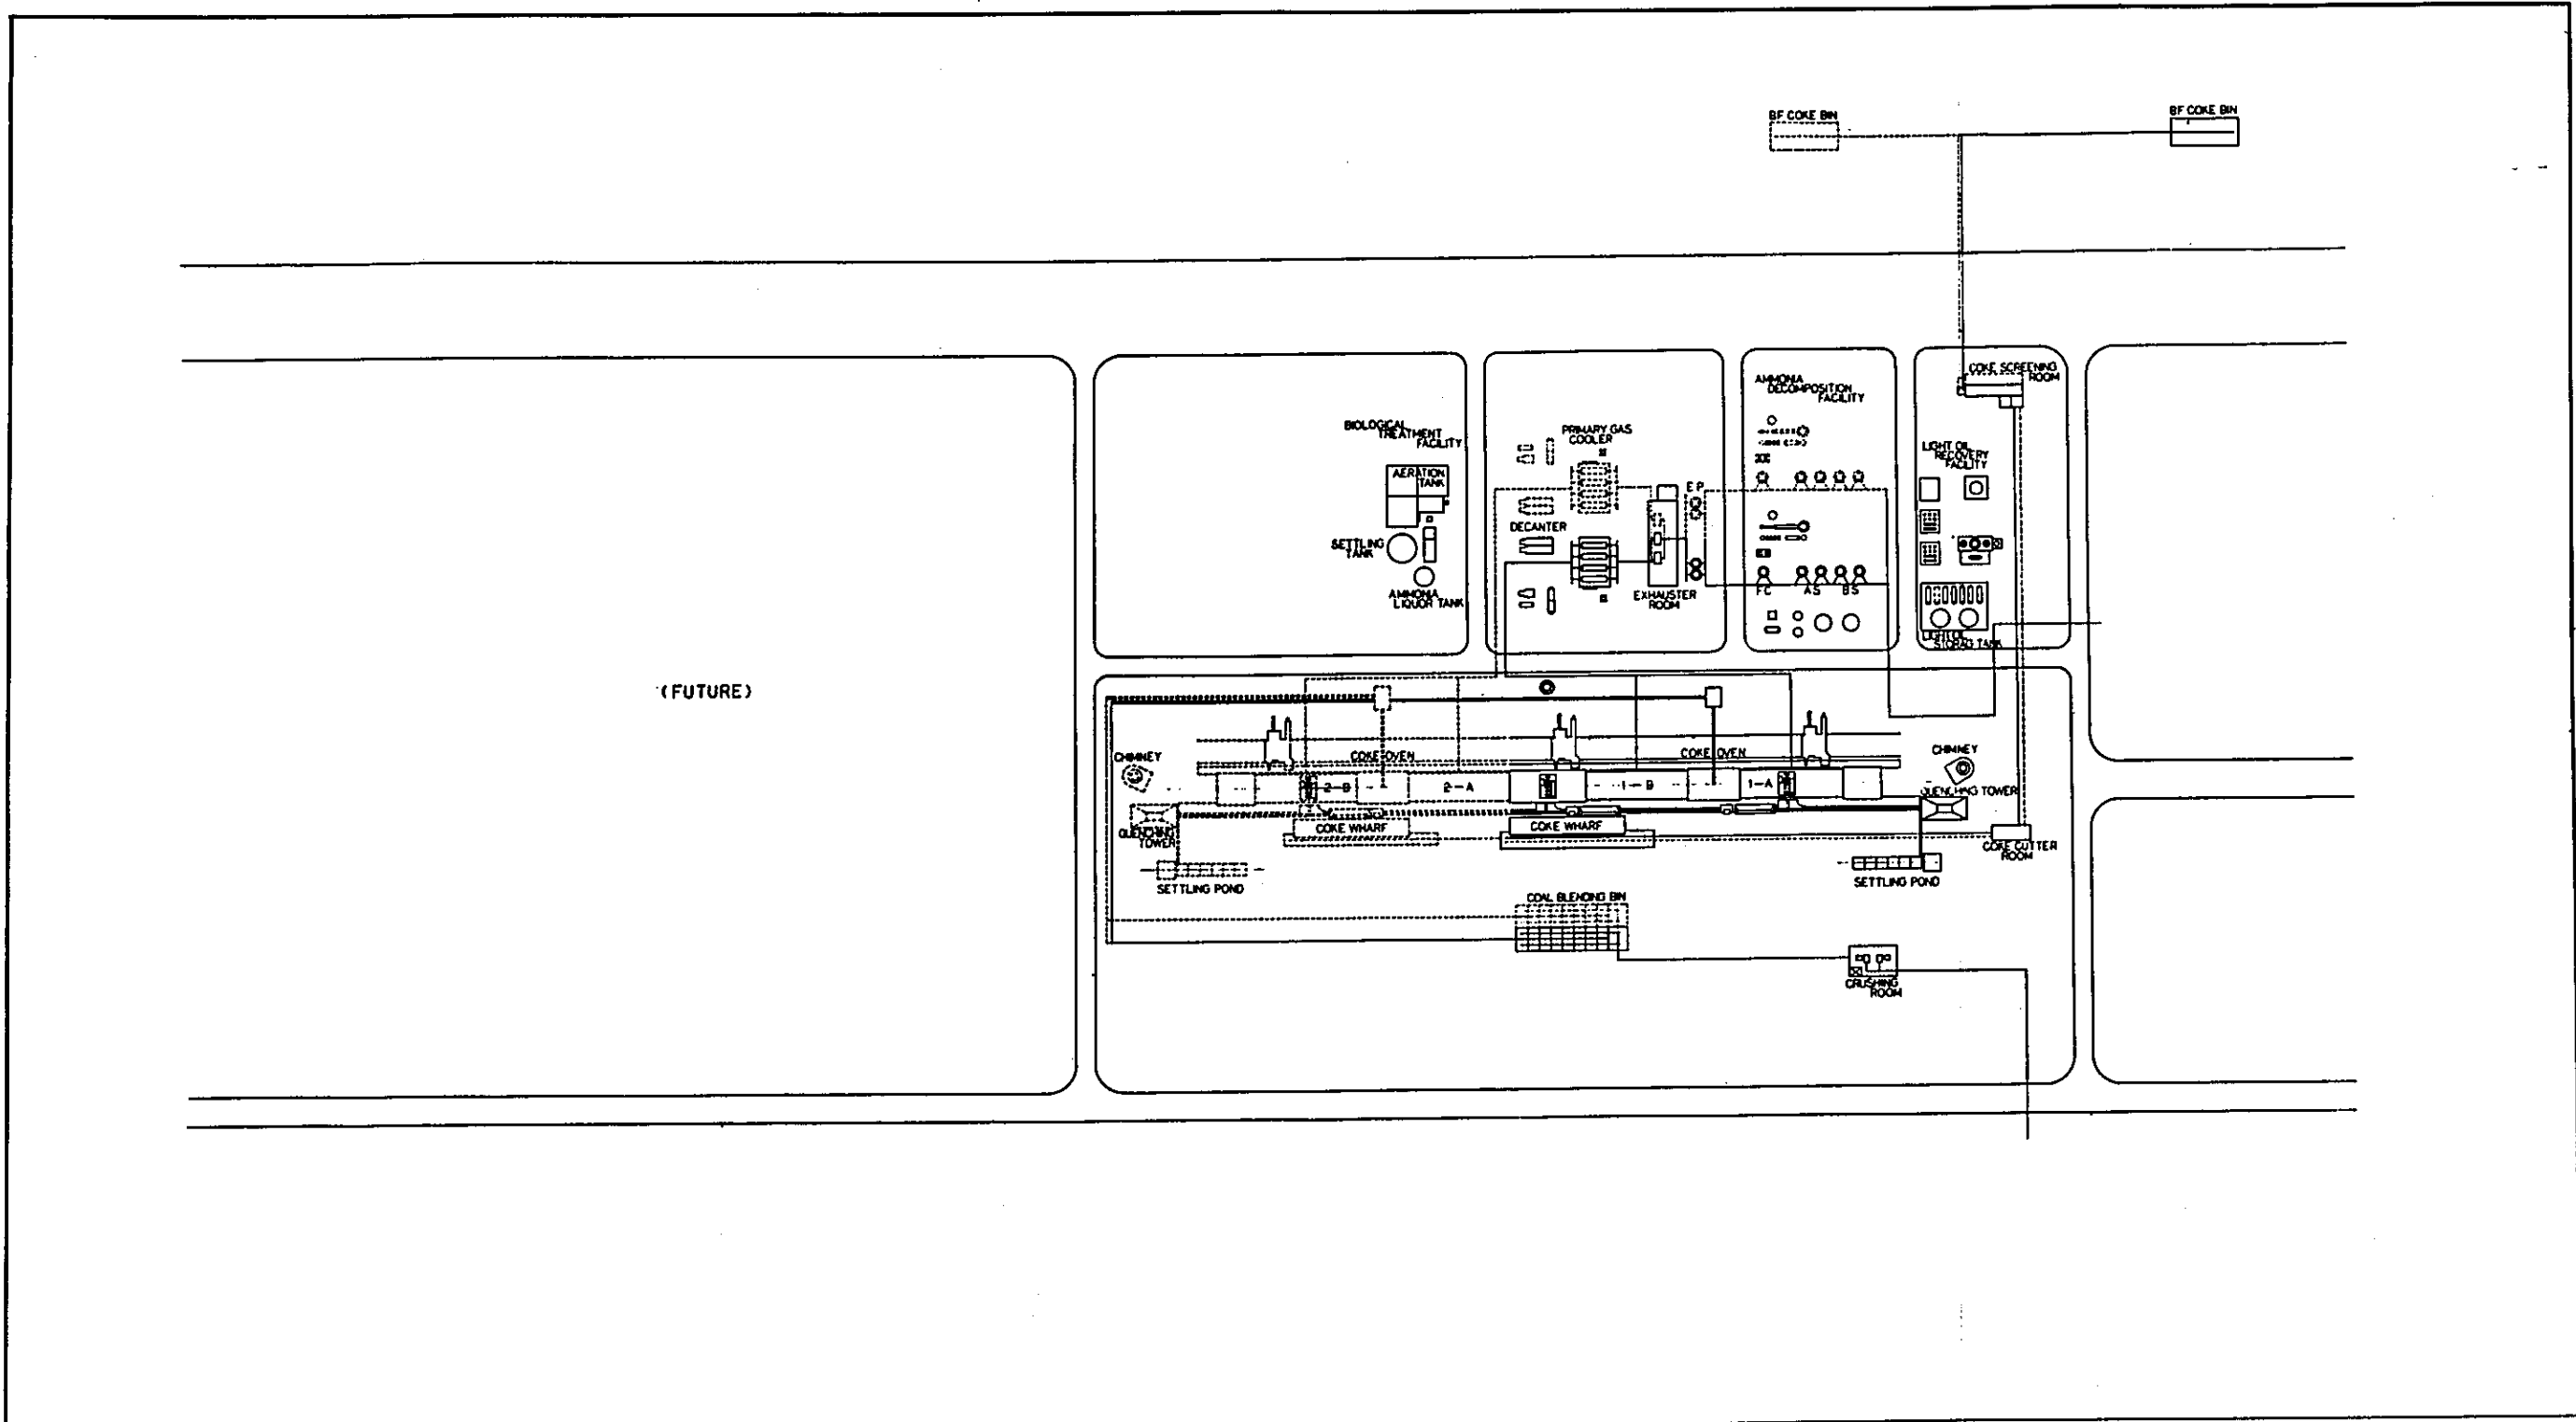 BF COKE BIN
BF COKE BIN
COKE SCREENING
ROOM
AMMONIA
DECOMPOSITION
FACILITY
BIOLOGICAL
TREATMENT
FACILITY
PRIMARY GAS
COOLER
LIGHT OIL
RECOVERY
FACILITY
AERATION
TANK
E P
DECANTER
SETTLING
TANK
AMMONIA
LIQUOR TANK
EXHAUSTER
ROOM
FC
AS
BS
LIGHT OIL
STORAG TANK
(FUTURE)
CHIMNEY
COKE OVEN
COKE OVEN
CHIMNEY
2-B
2-A
1-B
1-A
QUENCHING TOWER
QUENCHING
TOWER
COKE WHARF
COKE WHARF
COKE CUTTER
ROOM
SETTLING POND
SETTLING POND
COAL BLENDING BIN
CRUSHING
ROOM